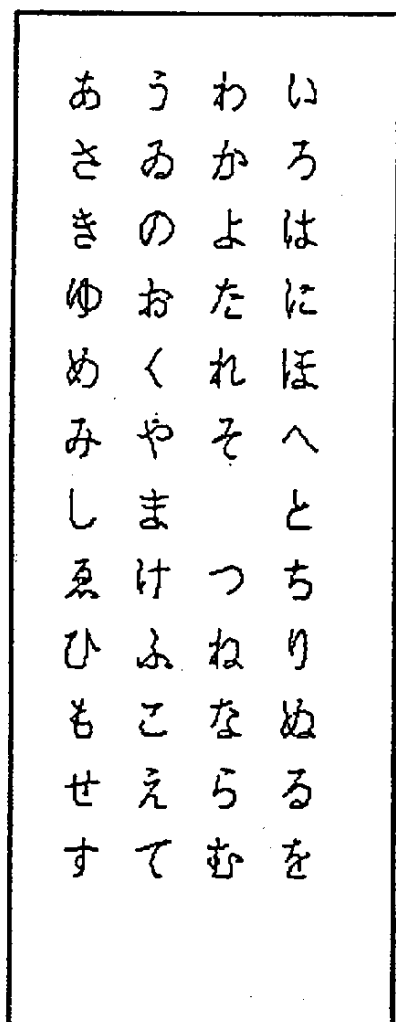 いろはにほへとちりぬるを
わかよたれそ　つねならむ
うゐのおくやまけふこえて
あさきゆめみしゑひもせす